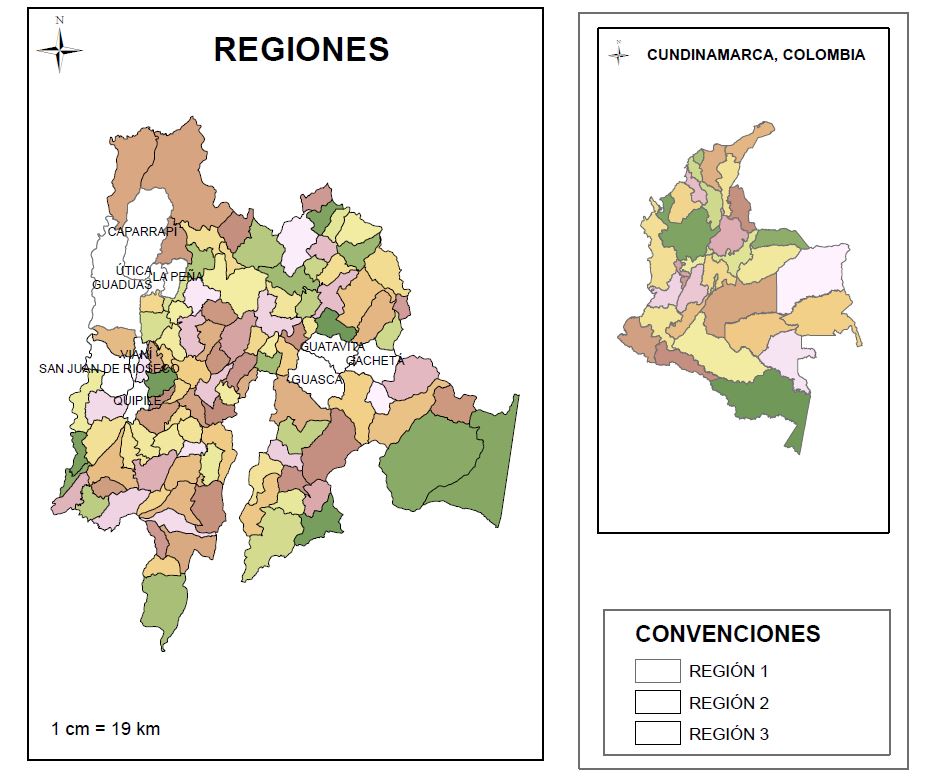 N
REGIONES
CAPARRAPÍ
ÚTICA
LA PEÑA
GUADUAS
GUATAVITA
VIANÍ
GACHETÁ
SAN JUAN DE RIOSECO
GUASCA
QUIPILE
1 cm = 19 km
N
CUNDINAMARCA, COLOMBIA
CONVENCIONES
REGIÓN 1
REGIÓN 2
REGIÓN 3